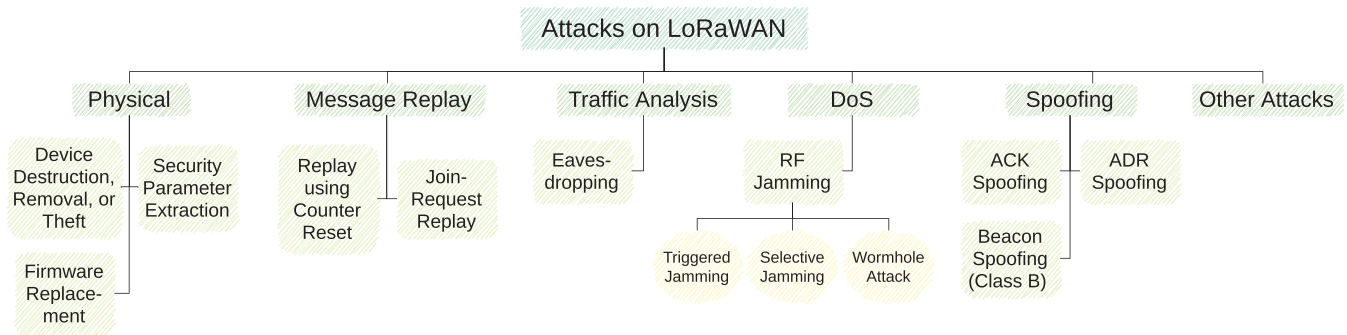 Attacks on LoRaWAN
Physical
Message Replay
Traffic Analysis
DoS
Spoofing
Other Attacks
Device
Destruction,
Removal, or
Theft
Security
Parameter
Extraction
Firmware
Replace-
ment
Replay
using
Counter
Reset
Join-
Request
Replay
Eaves-
dropping
RF
Jamming
Triggered
Jamming
Selective
Jamming
Wormhole
Attack
ACK
Spoofing
ADR
Spoofing
Beacon
Spoofing
(Class B)